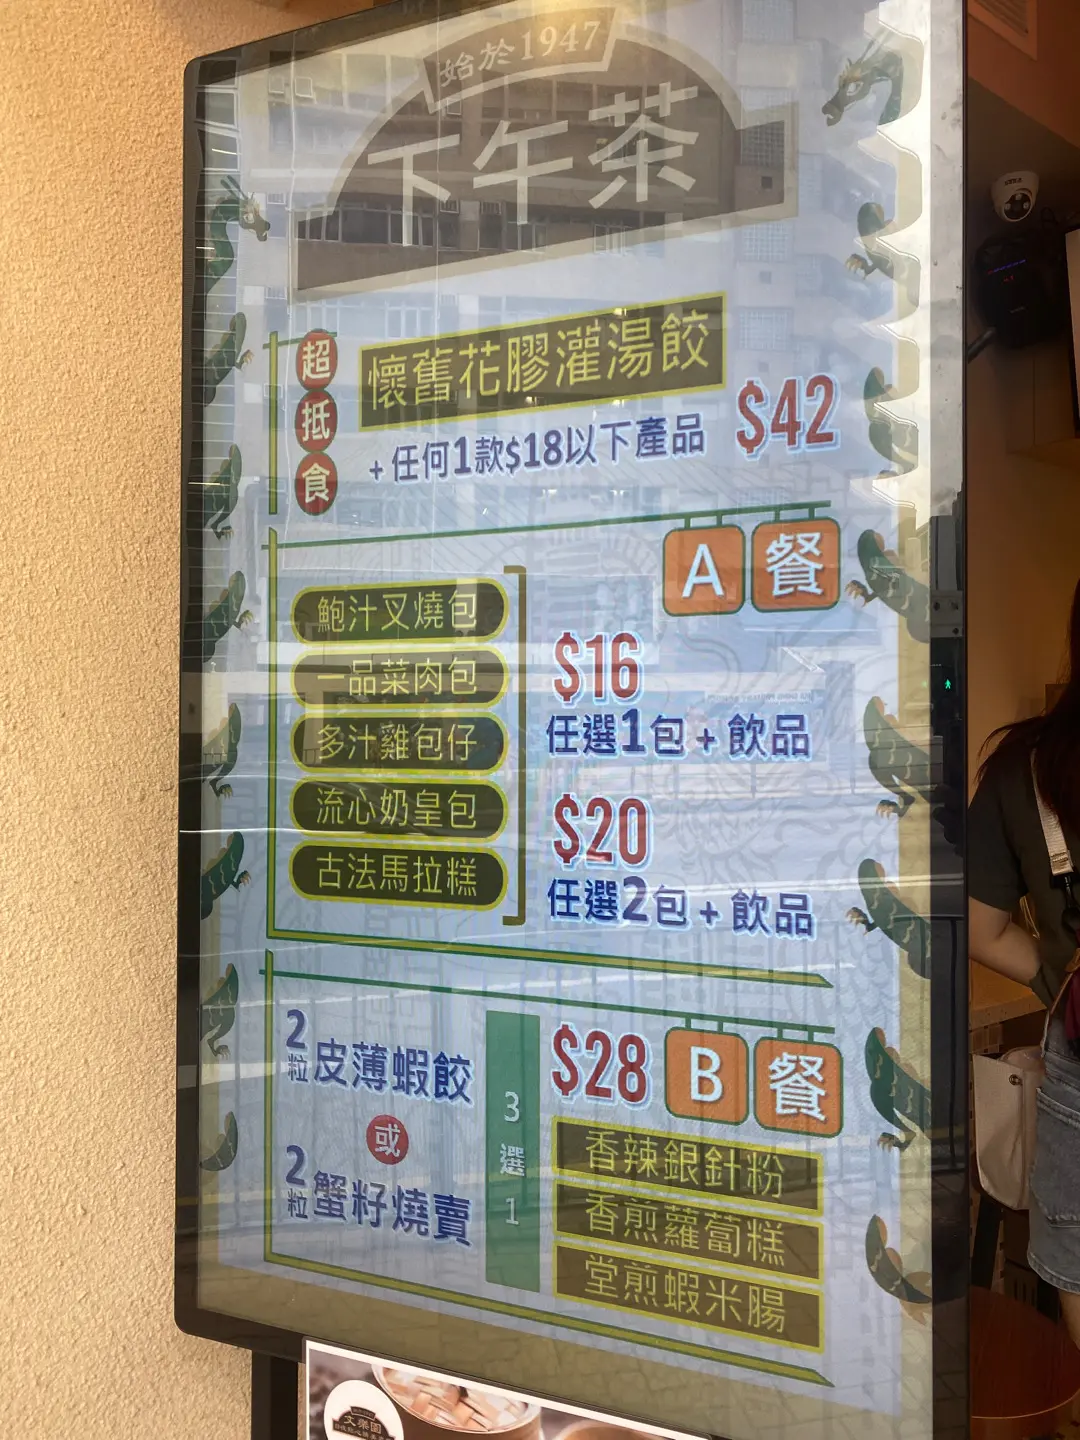 始於1947
下午茶
超抵食
懷舊花膠灌湯餃
+任何1款$18以下產品
$42
A餐
鮑汁叉燒包
一品菜肉包
多汁雞包仔
流心奶皇包
古法馬拉糕
$16
任選1包+飲品
$20
任選2包+飲品
$28
B餐
2粒皮薄蝦餃
或
2粒蟹籽燒賣
3選1
香辣銀針粉
香煎蘿蔔糕
堂煎蝦米腸
文樂園